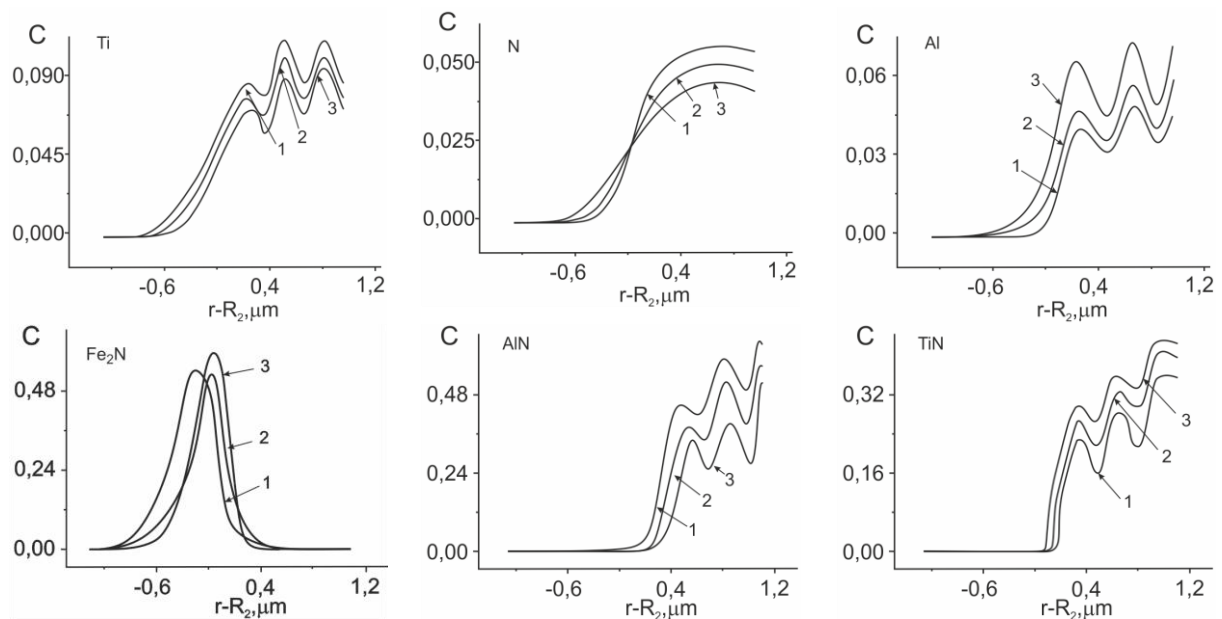 C
Ti
0,090
0,045
0,000
1
2
3
-0,6 0,4 1,2
r-R₂,μm
C
N
0,050
0,025
0,000
1
2
3
-0,6 0,4 1,2
r-R₂,μm
C
Al
0,06
0,03
0,00
3
2
1
-0,6 0,4 1,2
r-R₂,μm
C
Fe₂N
0,48
0,24
0,00
3
2
1
-0,6 0,4 1,2
r-R₂,μm
C
AlN
0,48
0,24
0,00
3
2
1
-0,6 0,4 1,2
r-R₂,μm
C
TiN
0,32
0,16
0,00
3
2
1
-0,6 0,4 1,2
r-R₂,μm